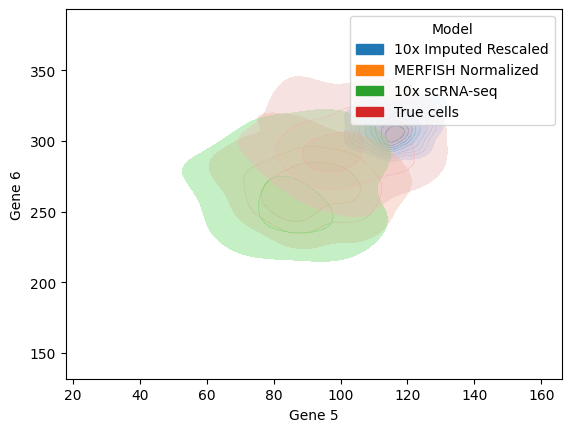 Model
10x Imputed Rescaled
MERFISH Normalized
10x scRNA-seq
True cells
350
300
250
200
150
Gene 6
20 40 60 80 100 120 140 160
Gene 5